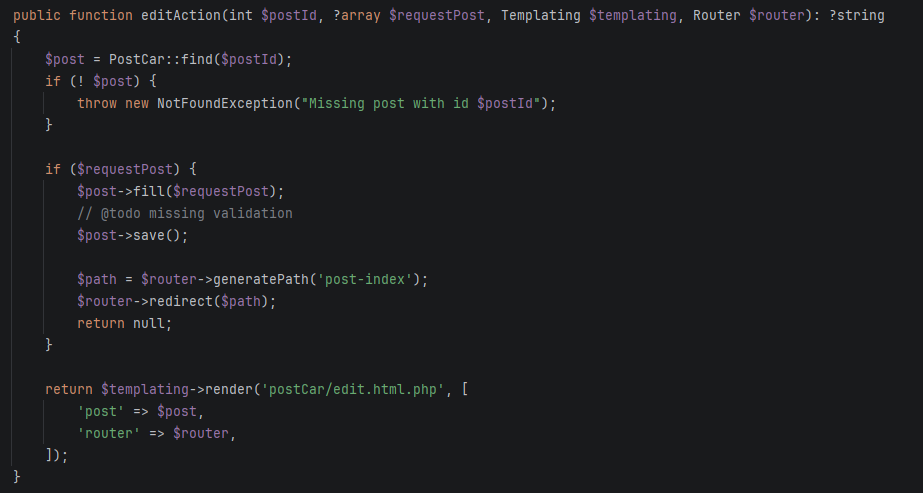 public function editAction(int $postId, ?array $requestPost, Templating $templating, Router $router): ?string
{
    $post = PostCar::find($postId);
    if (! $post) {
        throw new NotFoundException("Missing post with id $postId");
    }

    if ($requestPost) {
        $post->fill($requestPost);
        // @todo missing validation
        $post->save();

        $path = $router->generatePath('post-index');
        $router->redirect($path);
        return null;
    }

    return $templating->render('postCar/edit.html.php', [
        'post' => $post,
        'router' => $router,
    ]);
}